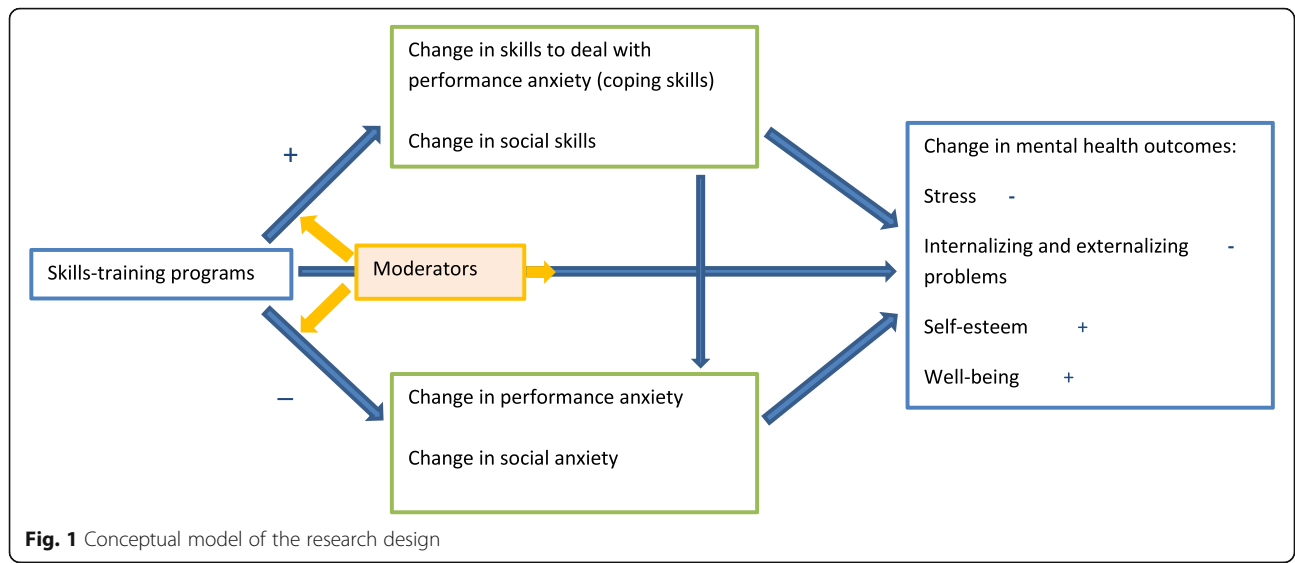 Change in skills to deal with
performance anxiety (coping skills)
Change in social skills
+
Skills-training programs
Moderators
–
Change in performance anxiety
Change in social anxiety
Change in mental health outcomes:
Stress -
Internalizing and externalizing -
problems
Self-esteem +
Well-being +
Fig. 1 Conceptual model of the research design